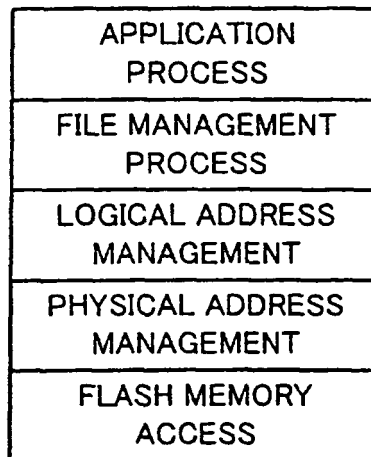 APPLICATION
PROCESS
FILE MANAGEMENT
PROCESS
LOGICAL ADDRESS
MANAGEMENT
PHYSICAL ADDRESS
MANAGEMENT
FLASH MEMORY
ACCESS